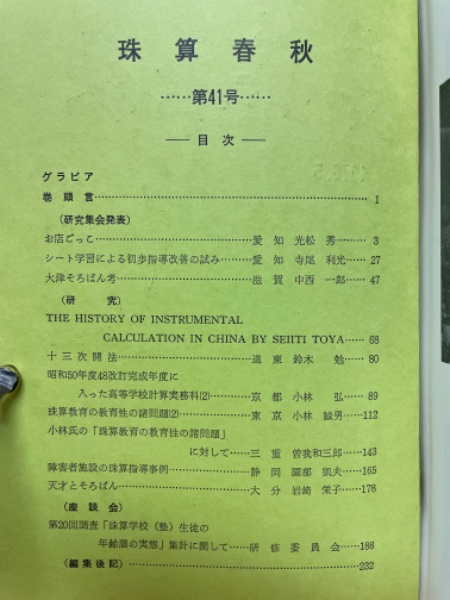 珠算春秋
……第41号……
── 目次 ──
グラビア
巻頭言……………………………………………1
(研究集会発表)
お店ごっこ……………………愛知 光松 秀一………3
シート学習による初歩指導改善の試み……愛知 寺尾 利光……27
大津そろばん考……………………滋賀 中西 一郎……47
(研究)
THE HISTORY OF INSTRUMENTAL
CALCULATION IN CHINA BY SEIITI TOYA……68
十三次開法……………………道東 鈴木 勉……80
昭和50年度48改訂完成年度に
入った高等学校計算実務科(2)…………京都 小林 弘……89
珠算教育の教育性の諸問題(2)…………東京 小林 誠男……112
小林氏の「珠算教育の教育性の諸問題」
に対して……三重 曽我和三郎……143
障害者施設の珠算指導事例……………静岡 園部 凱夫……165
天才とそろばん……………………大分 岩崎 栄子……178
(座談会)
第20回調査「珠算学校(塾)生徒の
年齢層の実態」集計に関して……研修委員会……188
(編集後記)……………………………………232